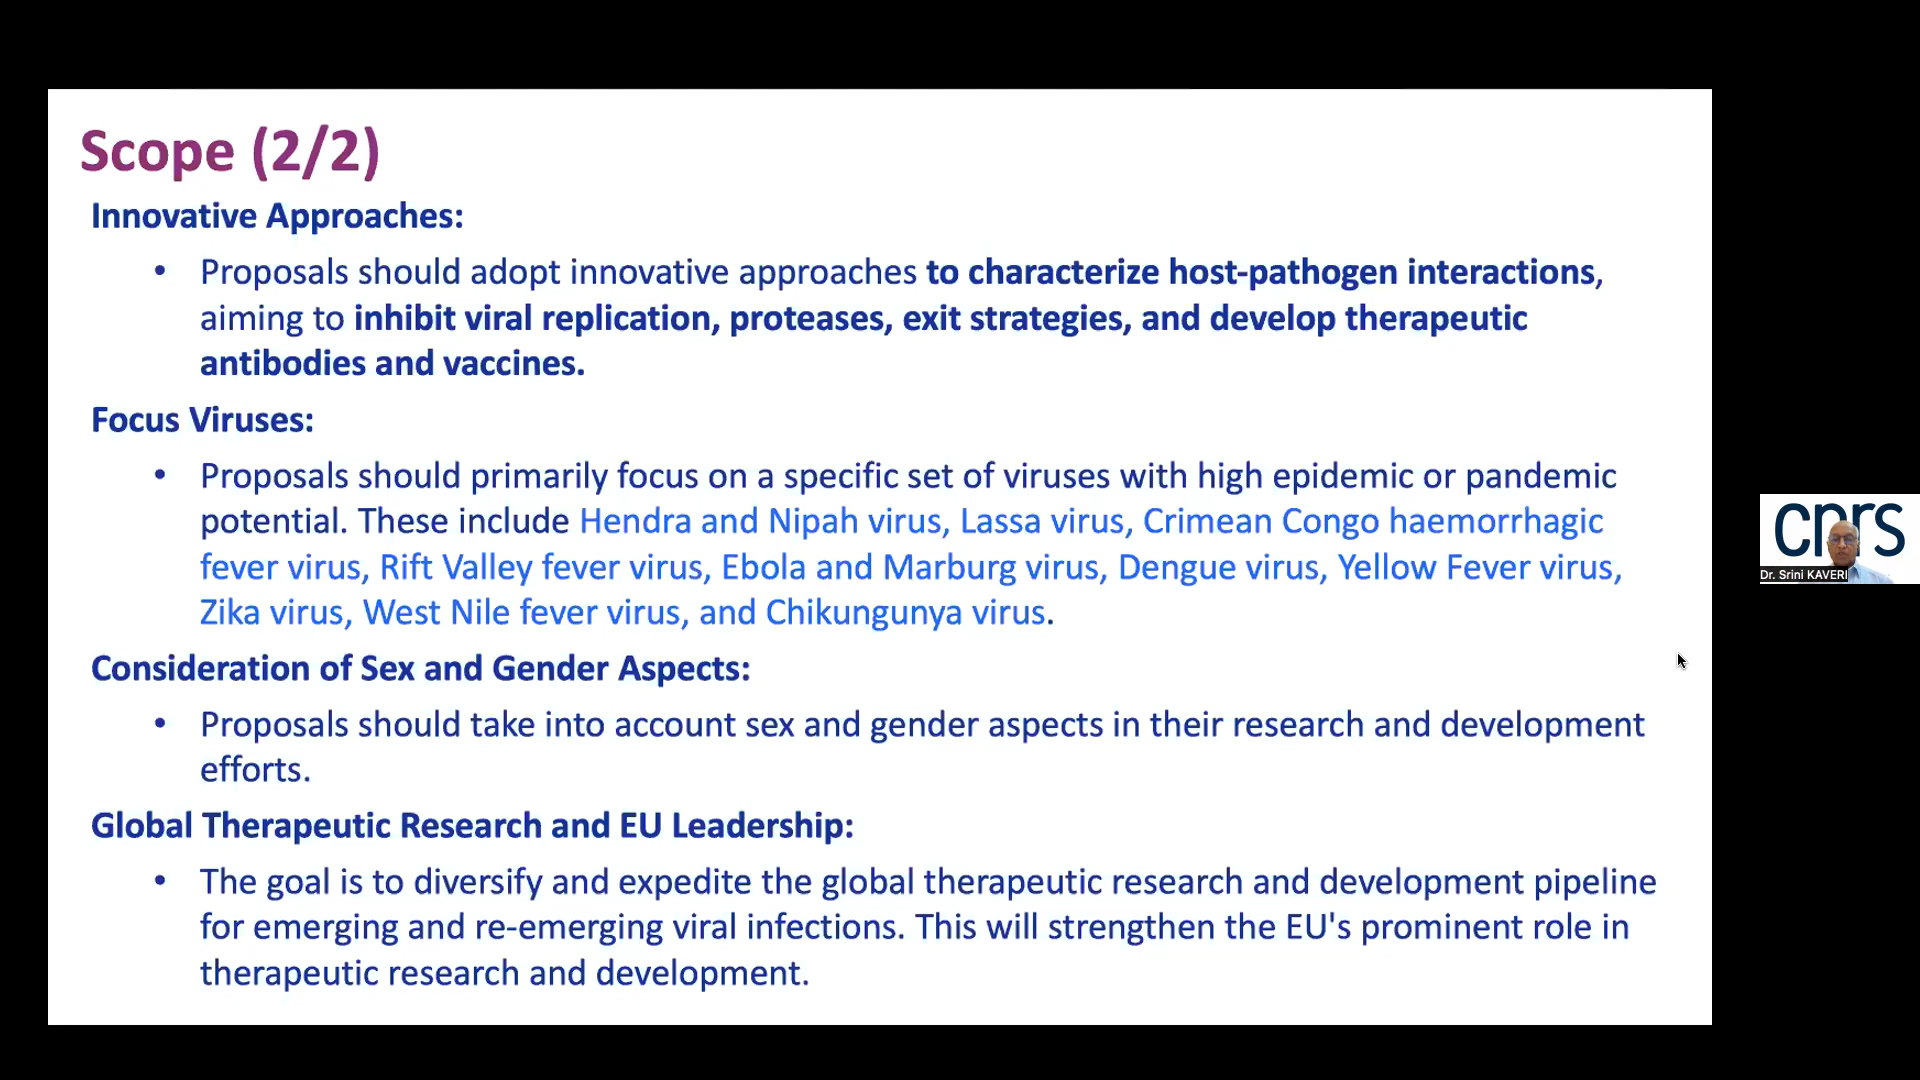 Scope (2/2)
Innovative Approaches:
• Proposals should adopt innovative approaches to characterize host-pathogen interactions,
aiming to inhibit viral replication, proteases, exit strategies, and develop therapeutic
antibodies and vaccines.
Focus Viruses:
• Proposals should primarily focus on a specific set of viruses with high epidemic or pandemic
potential. These include Hendra and Nipah virus, Lassa virus, Crimean Congo haemorrhagic
fever virus, Rift Valley fever virus, Ebola and Marburg virus, Dengue virus, Yellow Fever virus,
Zika virus, West Nile fever virus, and Chikungunya virus.
Consideration of Sex and Gender Aspects:
• Proposals should take into account sex and gender aspects in their research and development
efforts.
Global Therapeutic Research and EU Leadership:
• The goal is to diversify and expedite the global therapeutic research and development pipeline
for emerging and re-emerging viral infections. This will strengthen the EU's prominent role in
therapeutic research and development.
cnrs
Dr. Srini KAVERI